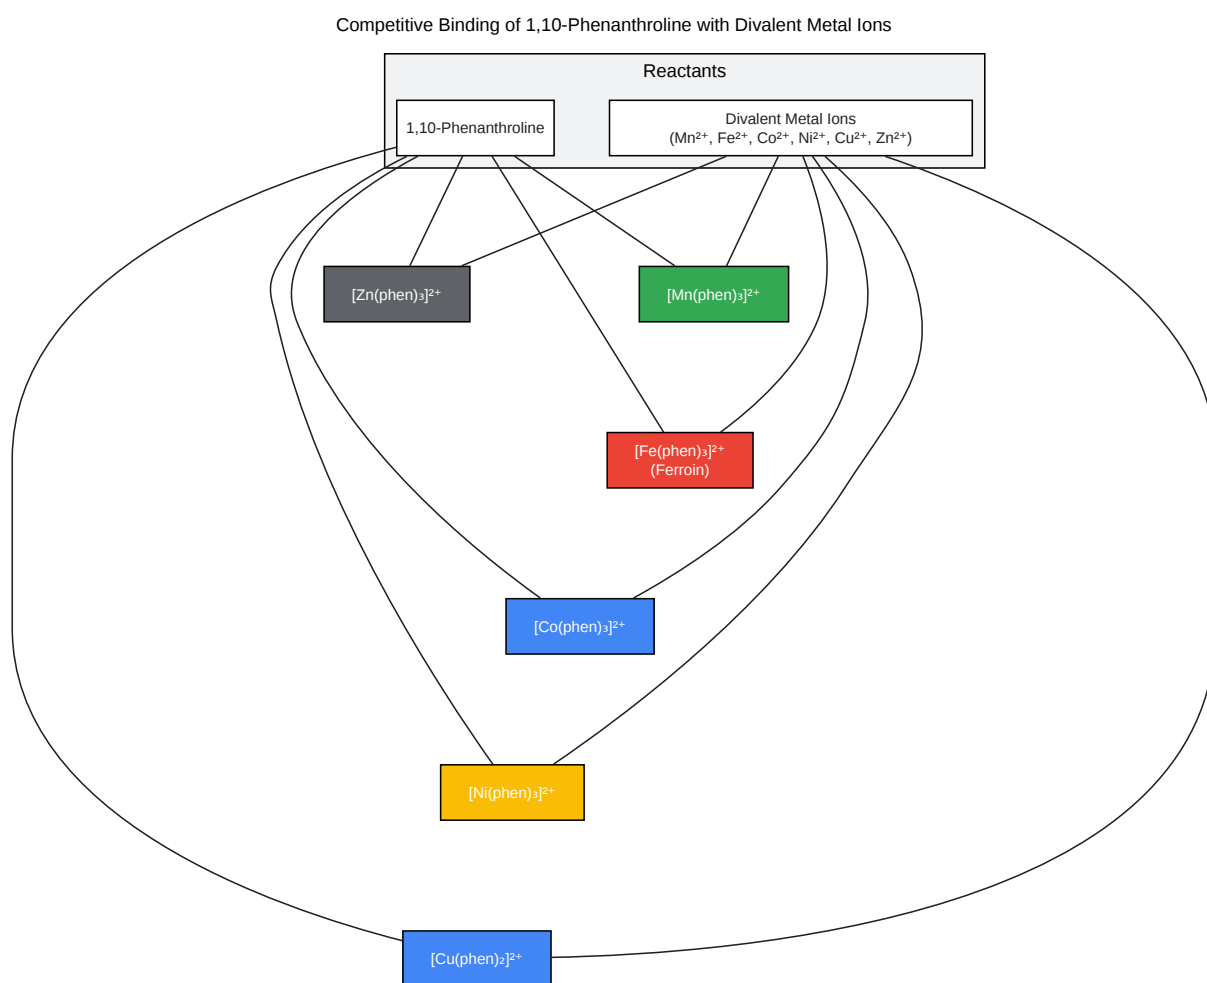 Competitive Binding of 1,10-Phenanthroline with Divalent Metal Ions
Reactants
1,10-Phenanthroline
Divalent Metal Ions
(Mn²⁺, Fe²⁺, Co²⁺, Ni²⁺, Cu²⁺, Zn²⁺)
[Zn(phen)₃]²⁺
[Mn(phen)₃]²⁺
[Fe(phen)₃]²⁺
(Ferroin)
[Co(phen)₃]²⁺
[Ni(phen)₃]²⁺
[Cu(phen)₂]²⁺